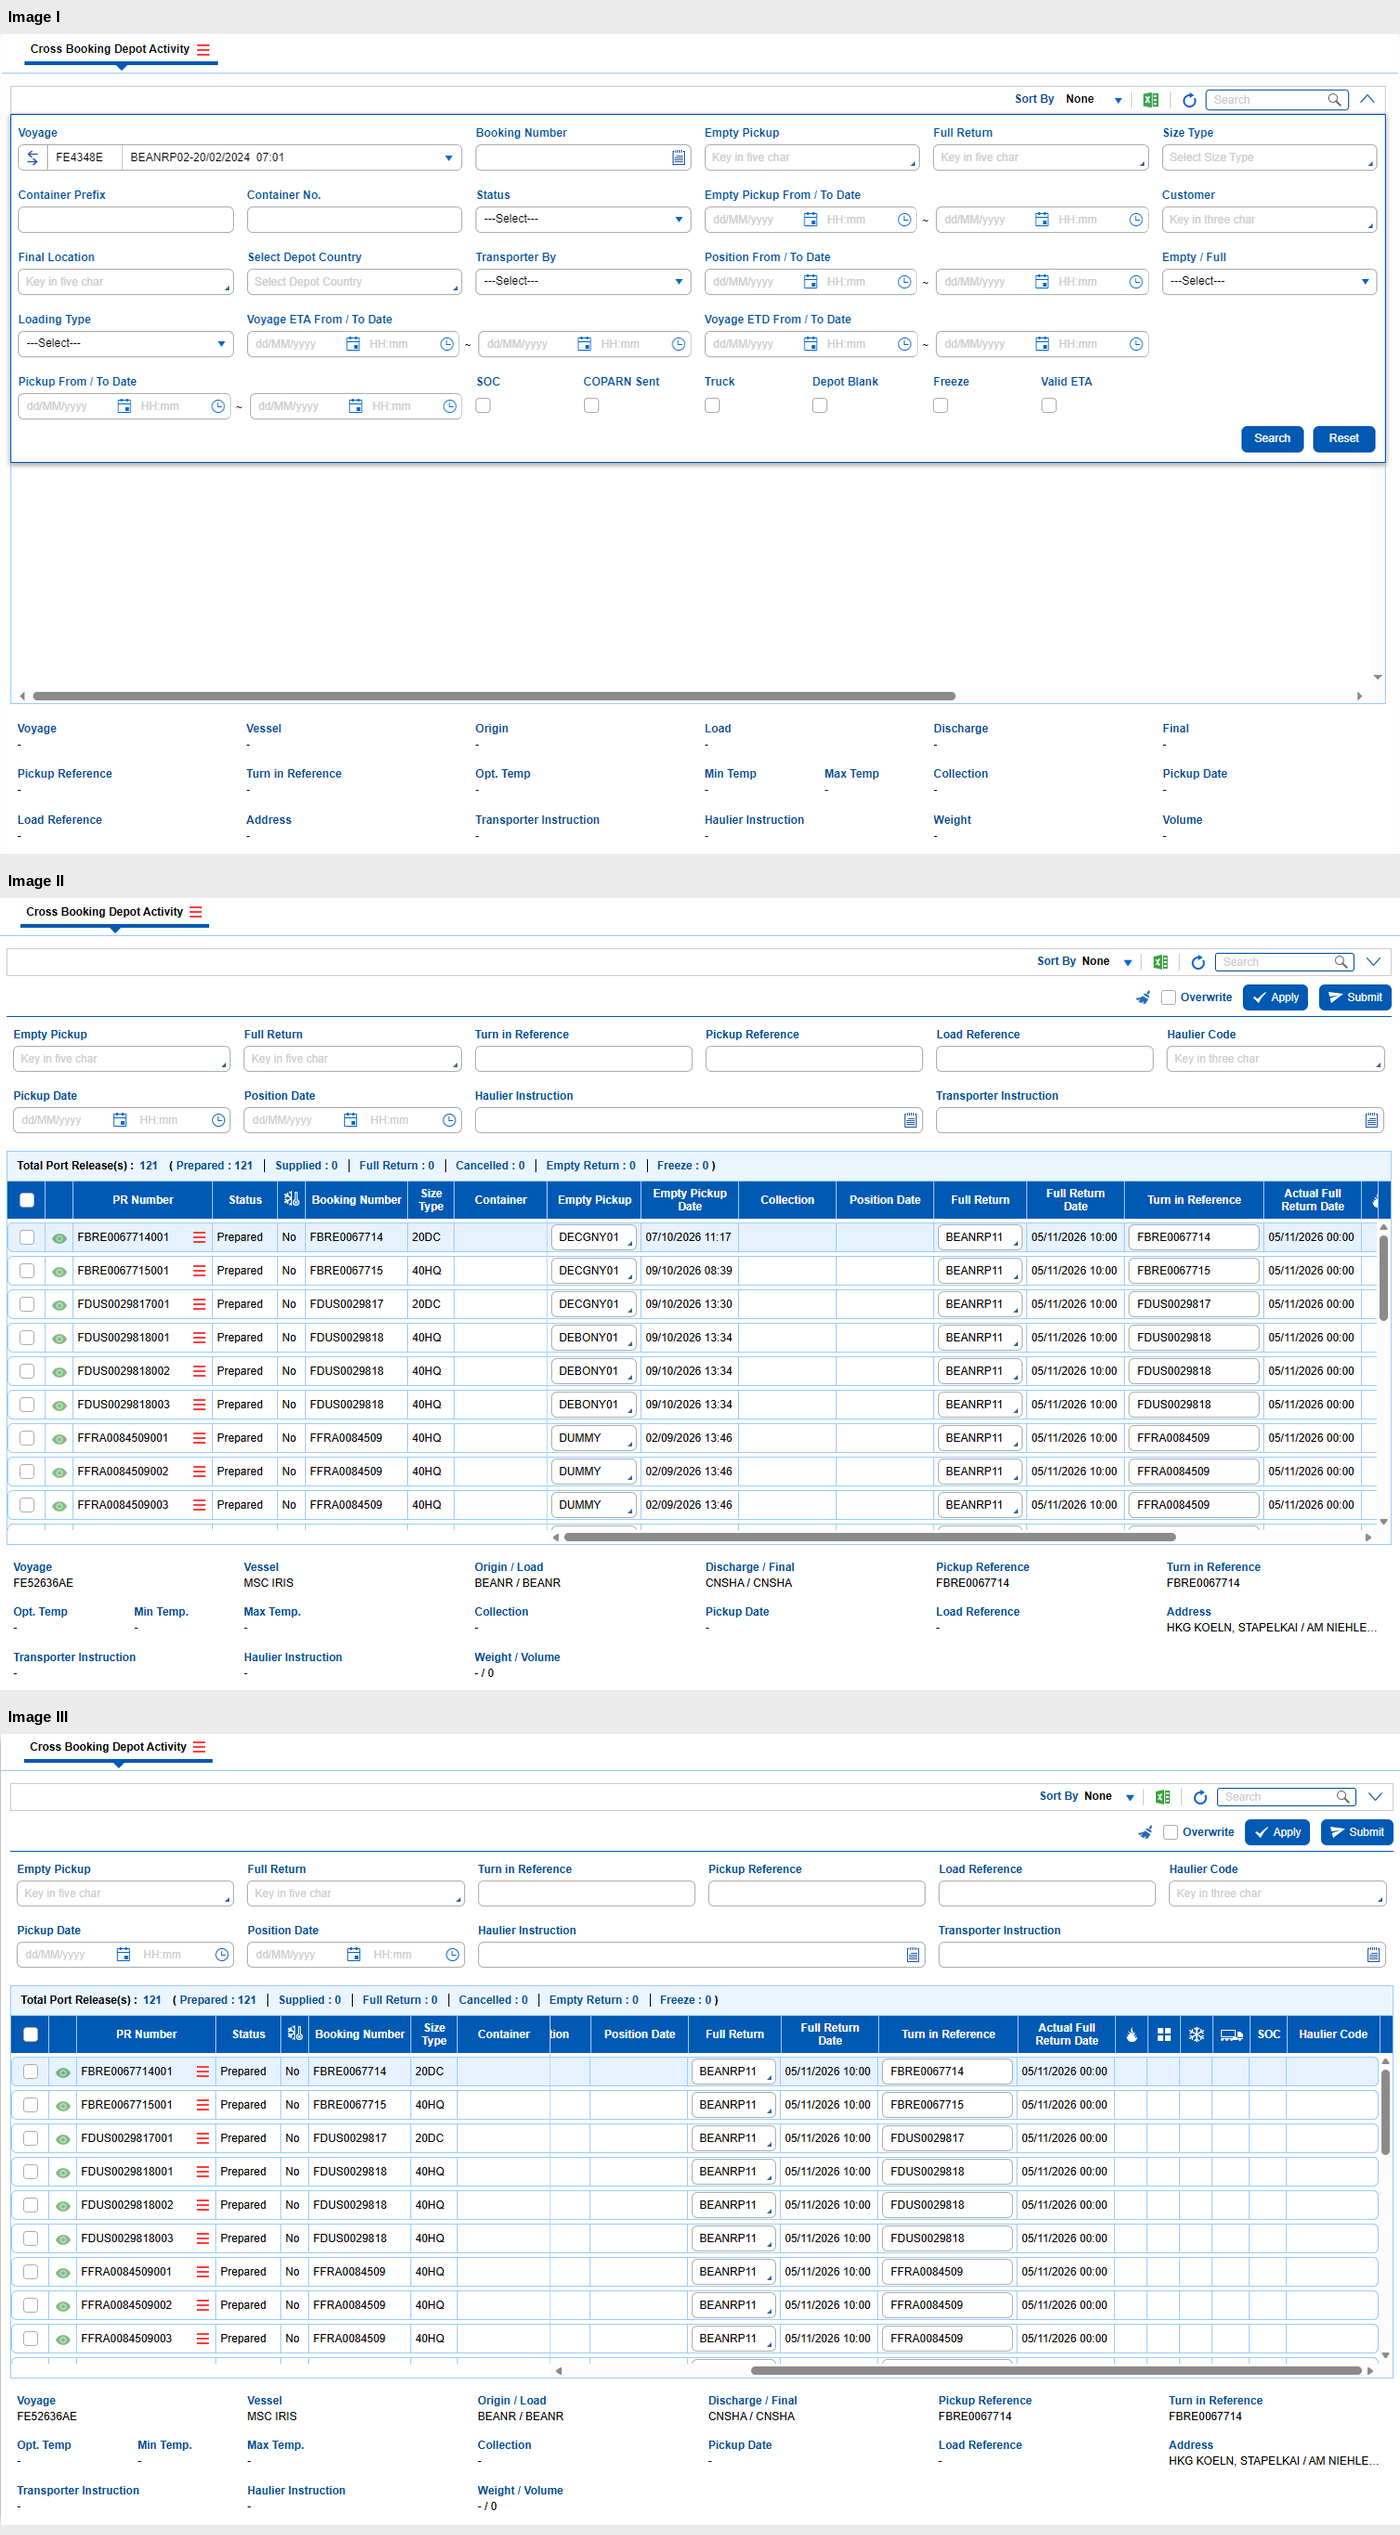 Image I
Cross Booking Depot Activity
Sort By None Search
Voyage Booking Number Empty Pickup Full Return Size Type
FE4348E BEANRP02-20/02/2024 07:01 Key in five char Key in five char Select Size Type
Container Prefix Container No. Status Empty Pickup From / To Date Customer
---Select--- dd/MM/yyyy HH:mm ~ dd/MM/yyyy HH:mm Key in three char
Final Location Select Depot Country Transporter By Position From / To Date Empty / Full
Key in five char Select Depot Country ---Select--- dd/MM/yyyy HH:mm ~ dd/MM/yyyy HH:mm ---Select---
Loading Type Voyage ETA From / To Date Voyage ETD From / To Date
---Select--- dd/MM/yyyy HH:mm ~ dd/MM/yyyy HH:mm dd/MM/yyyy HH:mm ~ dd/MM/yyyy HH:mm
Pickup From / To Date SOC COPARN Sent Truck Depot Blank Freeze Valid ETA
dd/MM/yyyy HH:mm ~ dd/MM/yyyy HH:mm
Search Reset
Voyage Vessel Origin Load Discharge Final
- - - - - -
Pickup Reference Turn in Reference Opt. Temp Min Temp Max Temp Collection Pickup Date
- - - - - - -
Load Reference Address Transporter Instruction Haulier Instruction Weight Volume
- - - - - -
Image II
Cross Booking Depot Activity
Sort By None Search
Overwrite Apply Submit
Empty Pickup Full Return Turn in Reference Pickup Reference Load Reference Haulier Code
Key in five char Key in five char Key in three char
Pickup Date Position Date Haulier Instruction Transporter Instruction
dd/MM/yyyy HH:mm dd/MM/yyyy HH:mm
Total Port Release(s) : 121 ( Prepared : 121 | Supplied : 0 | Full Return : 0 | Cancelled : 0 | Empty Return : 0 | Freeze : 0 )
PR Number Status Booking Number Size Type Container Empty Pickup Empty Pickup Date Collection Position Date Full Return Full Return Date Turn in Reference Actual Full Return Date
FBRE0067714001 Prepared No FBRE0067714 20DC DECGNY01 07/10/2026 11:17 BEANRP11 05/11/2026 10:00 FBRE0067714 05/11/2026 00:00
FBRE0067715001 Prepared No FBRE0067715 40HQ DECGNY01 09/10/2026 08:39 BEANRP11 05/11/2026 10:00 FBRE0067715 05/11/2026 00:00
FDUS0029817001 Prepared No FDUS0029817 20DC DECGNY01 09/10/2026 13:30 BEANRP11 05/11/2026 10:00 FDUS0029817 05/11/2026 00:00
FDUS0029818001 Prepared No FDUS0029818 40HQ DEBONY01 09/10/2026 13:34 BEANRP11 05/11/2026 10:00 FDUS0029818 05/11/2026 00:00
FDUS0029818002 Prepared No FDUS0029818 40HQ DEBONY01 09/10/2026 13:34 BEANRP11 05/11/2026 10:00 FDUS0029818 05/11/2026 00:00
FDUS0029818003 Prepared No FDUS0029818 40HQ DEBONY01 09/10/2026 13:34 BEANRP11 05/11/2026 10:00 FDUS0029818 05/11/2026 00:00
FFRA0084509001 Prepared No FFRA0084509 40HQ DUMMY 02/09/2026 13:46 BEANRP11 05/11/2026 10:00 FFRA0084509 05/11/2026 00:00
FFRA0084509002 Prepared No FFRA0084509 40HQ DUMMY 02/09/2026 13:46 BEANRP11 05/11/2026 10:00 FFRA0084509 05/11/2026 00:00
FFRA0084509003 Prepared No FFRA0084509 40HQ DUMMY 02/09/2026 13:46 BEANRP11 05/11/2026 10:00 FFRA0084509 05/11/2026 00:00
Voyage Vessel Origin / Load Discharge / Final Pickup Reference Turn in Reference
FE52636AE MSC IRIS BEANR / BEANR CNSHA / CNSHA FBRE0067714 FBRE0067714
Opt. Temp Min Temp. Max Temp. Collection Pickup Date Load Reference Address
- - - - - - HKG KOELN, STAPELKAI / AM NIEHLE...
Transporter Instruction Haulier Instruction Weight / Volume
- - - / 0
Image III
Cross Booking Depot Activity
Sort By None Search
Overwrite Apply Submit
Empty Pickup Full Return Turn in Reference Pickup Reference Load Reference Haulier Code
Key in five char Key in five char Key in three char
Pickup Date Position Date Haulier Instruction Transporter Instruction
dd/MM/yyyy HH:mm dd/MM/yyyy HH:mm
Total Port Release(s) : 121 ( Prepared : 121 | Supplied : 0 | Full Return : 0 | Cancelled : 0 | Empty Return : 0 | Freeze : 0 )
PR Number Status Booking Number Size Type Container tion Position Date Full Return Full Return Date Turn in Reference Actual Full Return Date SOC Haulier Code
FBRE0067714001 Prepared No FBRE0067714 20DC BEANRP11 05/11/2026 10:00 FBRE0067714 05/11/2026 00:00
FBRE0067715001 Prepared No FBRE0067715 40HQ BEANRP11 05/11/2026 10:00 FBRE0067715 05/11/2026 00:00
FDUS0029817001 Prepared No FDUS0029817 20DC BEANRP11 05/11/2026 10:00 FDUS0029817 05/11/2026 00:00
FDUS0029818001 Prepared No FDUS0029818 40HQ BEANRP11 05/11/2026 10:00 FDUS0029818 05/11/2026 00:00
FDUS0029818002 Prepared No FDUS0029818 40HQ BEANRP11 05/11/2026 10:00 FDUS0029818 05/11/2026 00:00
FDUS0029818003 Prepared No FDUS0029818 40HQ BEANRP11 05/11/2026 10:00 FDUS0029818 05/11/2026 00:00
FFRA0084509001 Prepared No FFRA0084509 40HQ BEANRP11 05/11/2026 10:00 FFRA0084509 05/11/2026 00:00
FFRA0084509002 Prepared No FFRA0084509 40HQ BEANRP11 05/11/2026 10:00 FFRA0084509 05/11/2026 00:00
FFRA0084509003 Prepared No FFRA0084509 40HQ BEANRP11 05/11/2026 10:00 FFRA0084509 05/11/2026 00:00
Voyage Vessel Origin / Load Discharge / Final Pickup Reference Turn in Reference
FE52636AE MSC IRIS BEANR / BEANR CNSHA / CNSHA FBRE0067714 FBRE0067714
Opt. Temp Min Temp. Max Temp. Collection Pickup Date Load Reference Address
- - - - - - HKG KOELN, STAPELKAI / AM NIEHLE...
Transporter Instruction Haulier Instruction Weight / Volume
- - - / 0